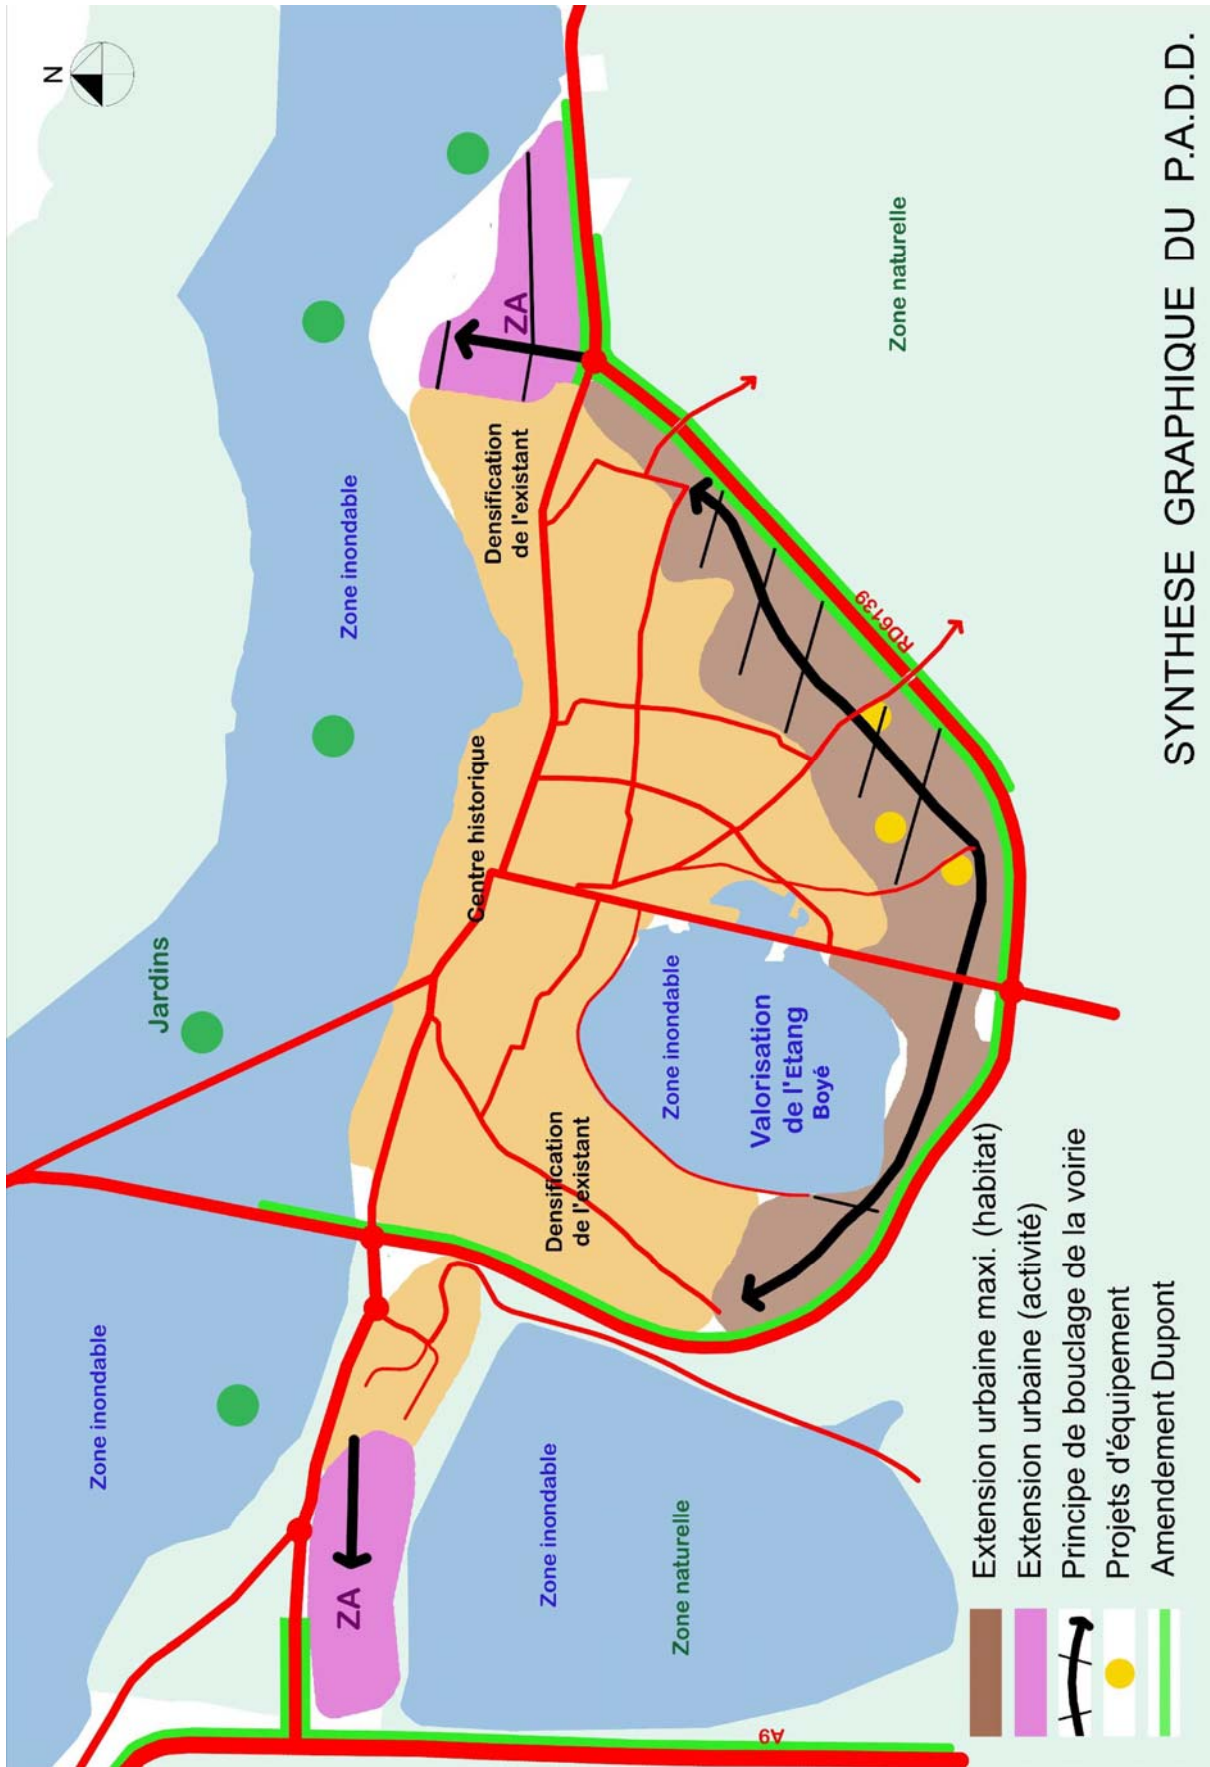 N
Jardins
Zone inondable
Zone inondable
Centre historique
Densification
de l'existant
ZA
ZA
Densification
de l'existant
Zone inondable
Valorisation
de l'Etang
Boyé
Zone inondable
Zone naturelle
Zone naturelle
RD6139
A9
Extension urbaine maxi. (habitat)
Extension urbaine (activité)
Principe de bouclage de la voirie
Projets d'équipement
Amendement Dupont
SYNTHESE GRAPHIQUE DU P.A.D.D.